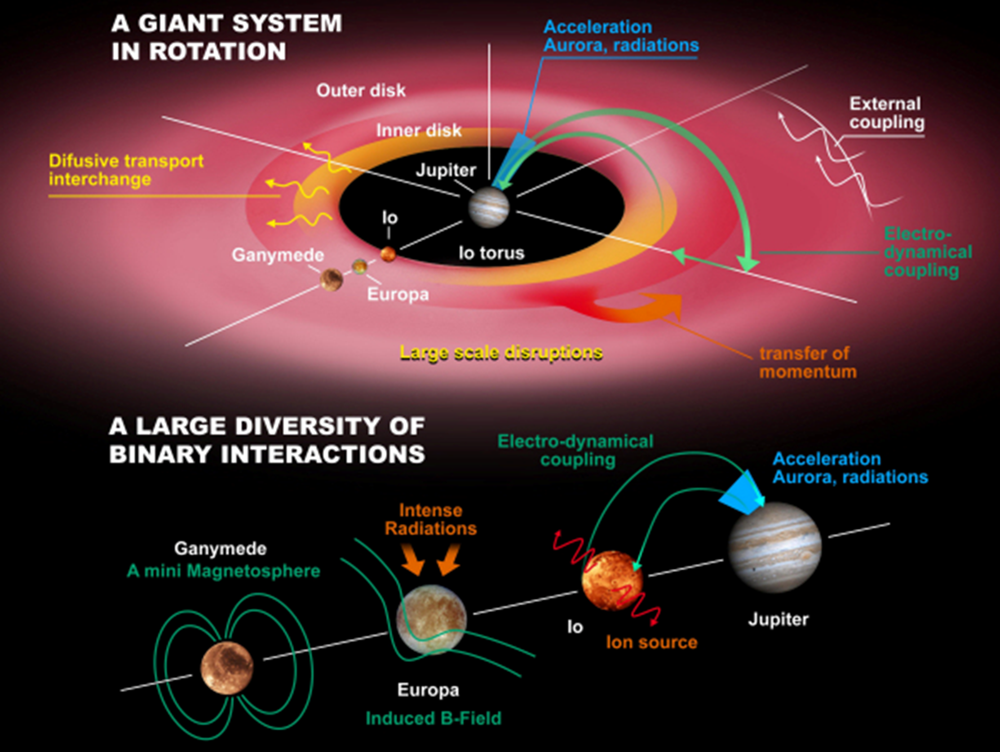 A GIANT SYSTEM
IN ROTATION
Acceleration
Aurora, radiations
Outer disk
External
coupling
Inner disk
Difusive transport
interchange
Jupiter
Io
Electro-
dynamical
coupling
Ganymede
Io torus
Europa
Large scale disruptions
transfer of
momentum
A LARGE DIVERSITY OF
BINARY INTERACTIONS
Electro-dynamical
coupling
Acceleration
Aurora, radiations
Intense
Radiations
Ganymede
A mini Magnetosphere
Io
Jupiter
Ion source
Europa
Induced B-Field